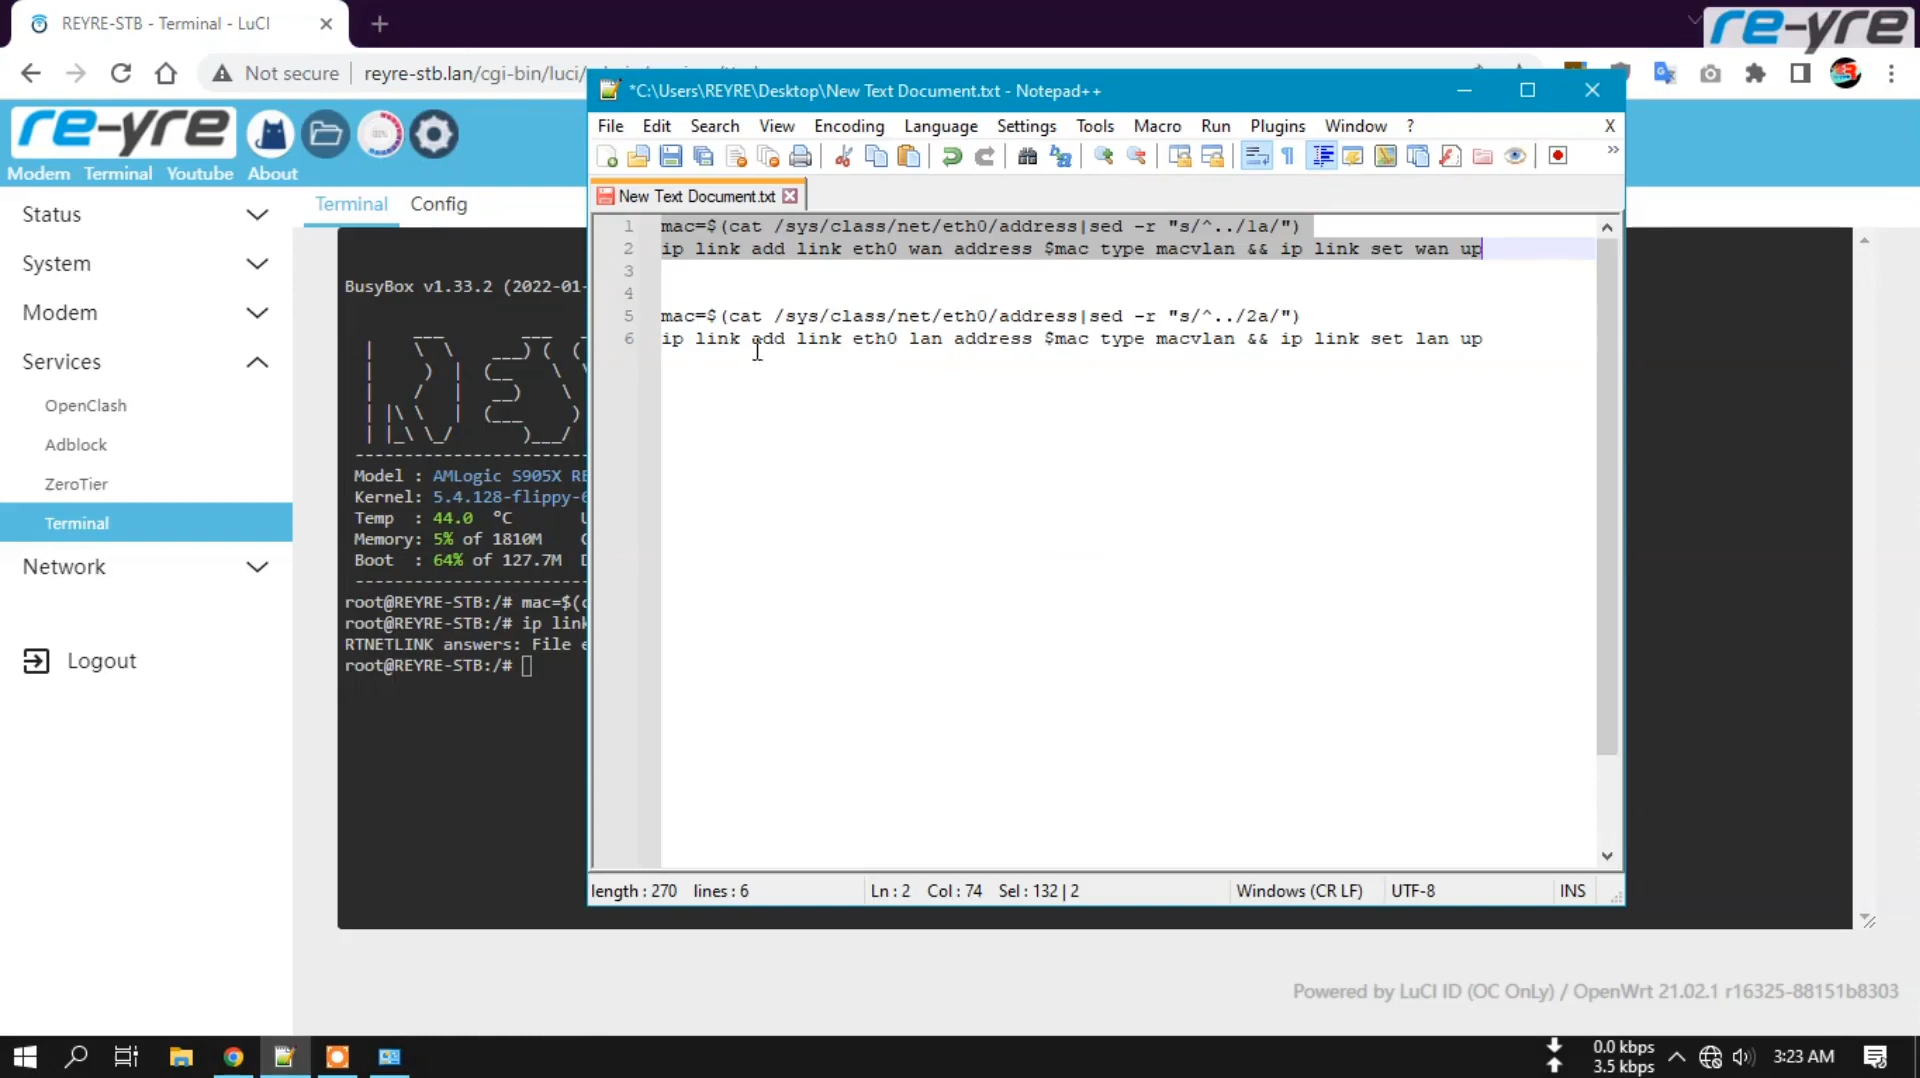 REYRE-STB - Terminal - LuCI
re-yre
Not secure
reyre-stb.lan/cgi-bin/luci/
*C:\Users\REYRE\Desktop\New Text Document.txt - Notepad++
re-yre
Modem Terminal Youtube About
File Edit Search View Encoding Language Settings Tools Macro Run Plugins Window ? X
New Text Document.txt
Status
System
Modem
Services
OpenClash
Adblock
ZeroTier
Terminal
Network
Logout
Terminal Config
BusyBox v1.33.2 (2022-01-
Model : AMLogic S905X RE
Kernel: 5.4.128-flippy-6
Temp : 44.0 °C
Memory: 5% of 1810M
Boot : 64% of 127.7M
root@REYRE-STB:/# mac=$(c
root@REYRE-STB:/# ip link
RTNETLINK answers: File e
root@REYRE-STB:/#
1 mac=$(cat /sys/class/net/eth0/address|sed -r "s/^../1a/")
2 ip link add link eth0 wan address $mac type macvlan && ip link set wan up
3
4
5 mac=$(cat /sys/class/net/eth0/address|sed -r "s/^../2a/")
6 ip link add link eth0 lan address $mac type macvlan && ip link set lan up
length : 270 lines : 6 Ln : 2 Col : 74 Sel : 132 | 2 Windows (CR LF) UTF-8 INS
Powered by LuCI ID (OC OnLy) / OpenWrt 21.02.1 r16325-88151b8303
0.0 kbps
3.5 kbps
3:23 AM